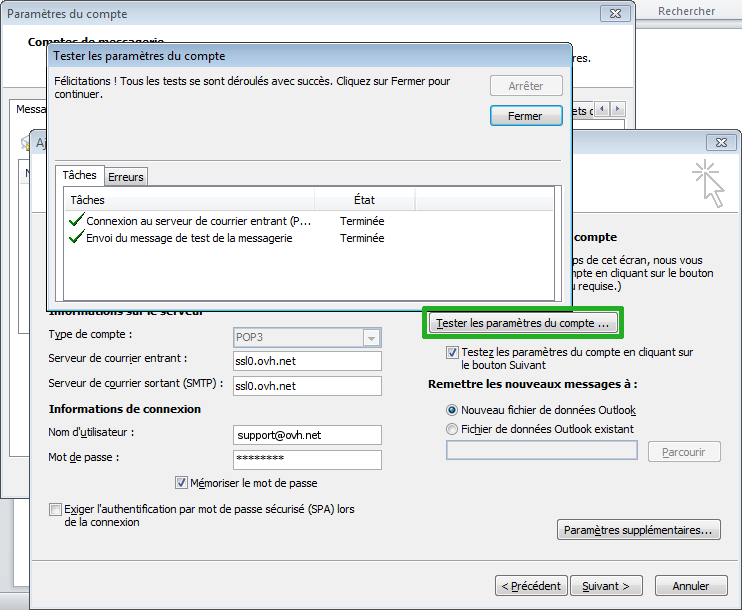 Paramètres du compte
Rechercher
Comptes de messagerie
res.
Messa
ets d
Tester les paramètres du compte
Félicitations ! Tous les tests se sont déroulés avec succès. Cliquez sur Fermer pour
continuer.
Arrêter
Fermer
Tâches
Erreurs
Tâches
État
Connexion au serveur de courrier entrant (P...
Terminée
Envoi du message de test de la messagerie
Terminée
Aj
compte
ps de cet écran, nous vous
mpte en cliquant sur le bouton
u requise.)
Informations sur le serveur
Type de compte :
POP3
Serveur de courrier entrant :
ssl0.ovh.net
Serveur de courrier sortant (SMTP) :
ssl0.ovh.net
Informations de connexion
Nom d'utilisateur :
support@ovh.net
Mot de passe :
********
Mémoriser le mot de passe
Exiger l'authentification par mot de passe sécurisé (SPA) lors
de la connexion
Tester les paramètres du compte ...
Testez les paramètres du compte en cliquant sur
le bouton Suivant
Remettre les nouveaux messages à :
Nouveau fichier de données Outlook
Fichier de données Outlook existant
Parcourir
Paramètres supplémentaires...
< Précédent
Suivant >
Annuler